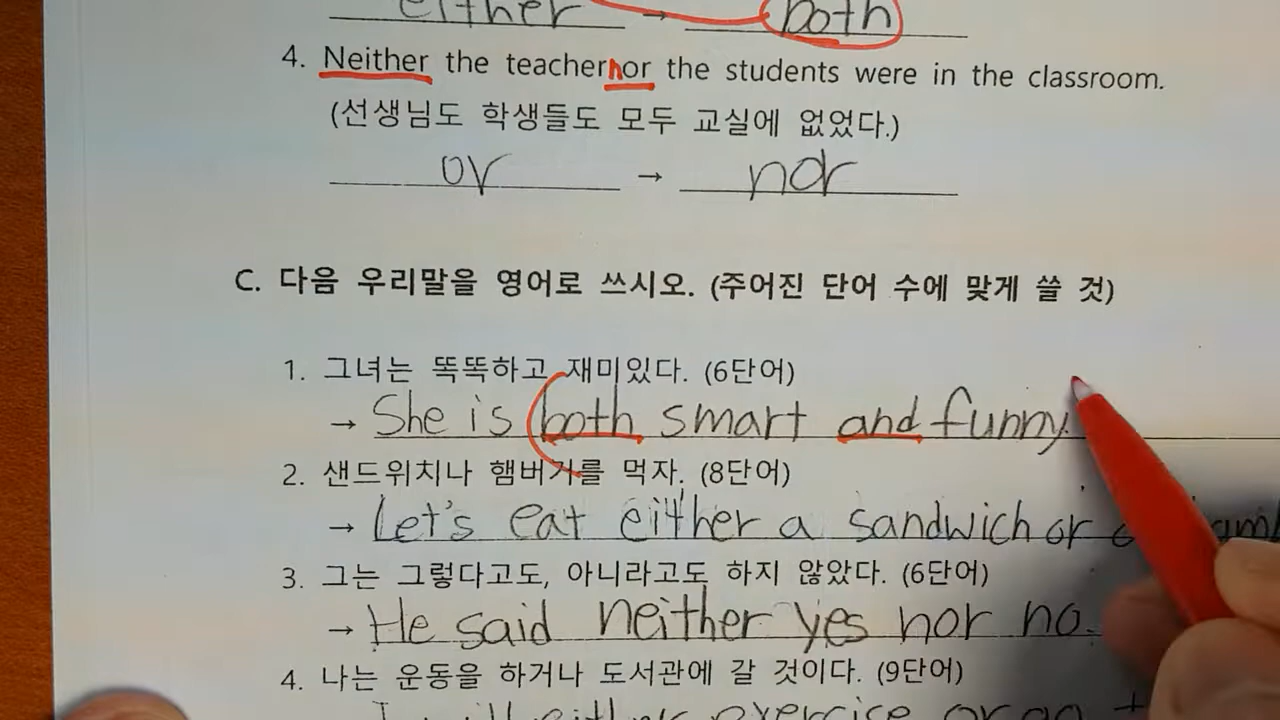 either → both
4. Neither the teacher nor the students were in the classroom.
(선생님도 학생들도 모두 교실에 없었다.)
or → nor
C. 다음 우리말을 영어로 쓰시오. (주어진 단어 수에 맞게 쓸 것)
1. 그녀는 똑똑하고 재미있다. (6단어)
→ She is both smart and funny.
2. 샌드위치나 햄버거를 먹자. (8단어)
→ Let's eat either a sandwich or
3. 그는 그렇다고도, 아니라고도 하지 않았다. (6단어)
→ He said neither yes nor no.
4. 나는 운동을 하거나 도서관에 갈 것이다. (9단어)
I will either exercise or go